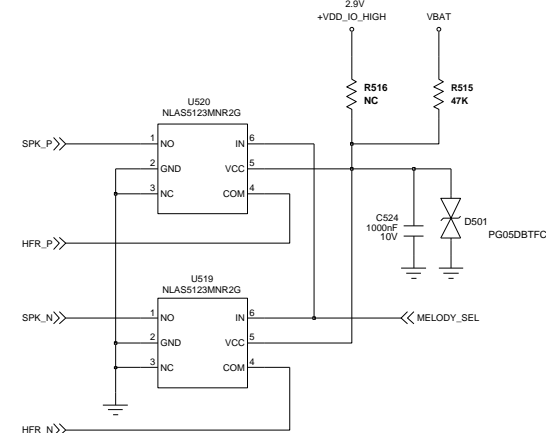 2.9V
+VDD_IO_HIGH
VBAT
R516
NC
R515
47K
U520
NLAS5123MNR2G
SPK_P
1 NO
IN 6
2 GND
VCC 5
3 NC
COM 4
HFR_P
C524
1000nF
10V
D501
PG05DBTFC
U519
NLAS5123MNR2G
SPK_N
1 NO
IN 6
MELODY_SEL
2 GND
VCC 5
3 NC
COM 4
HFR_N